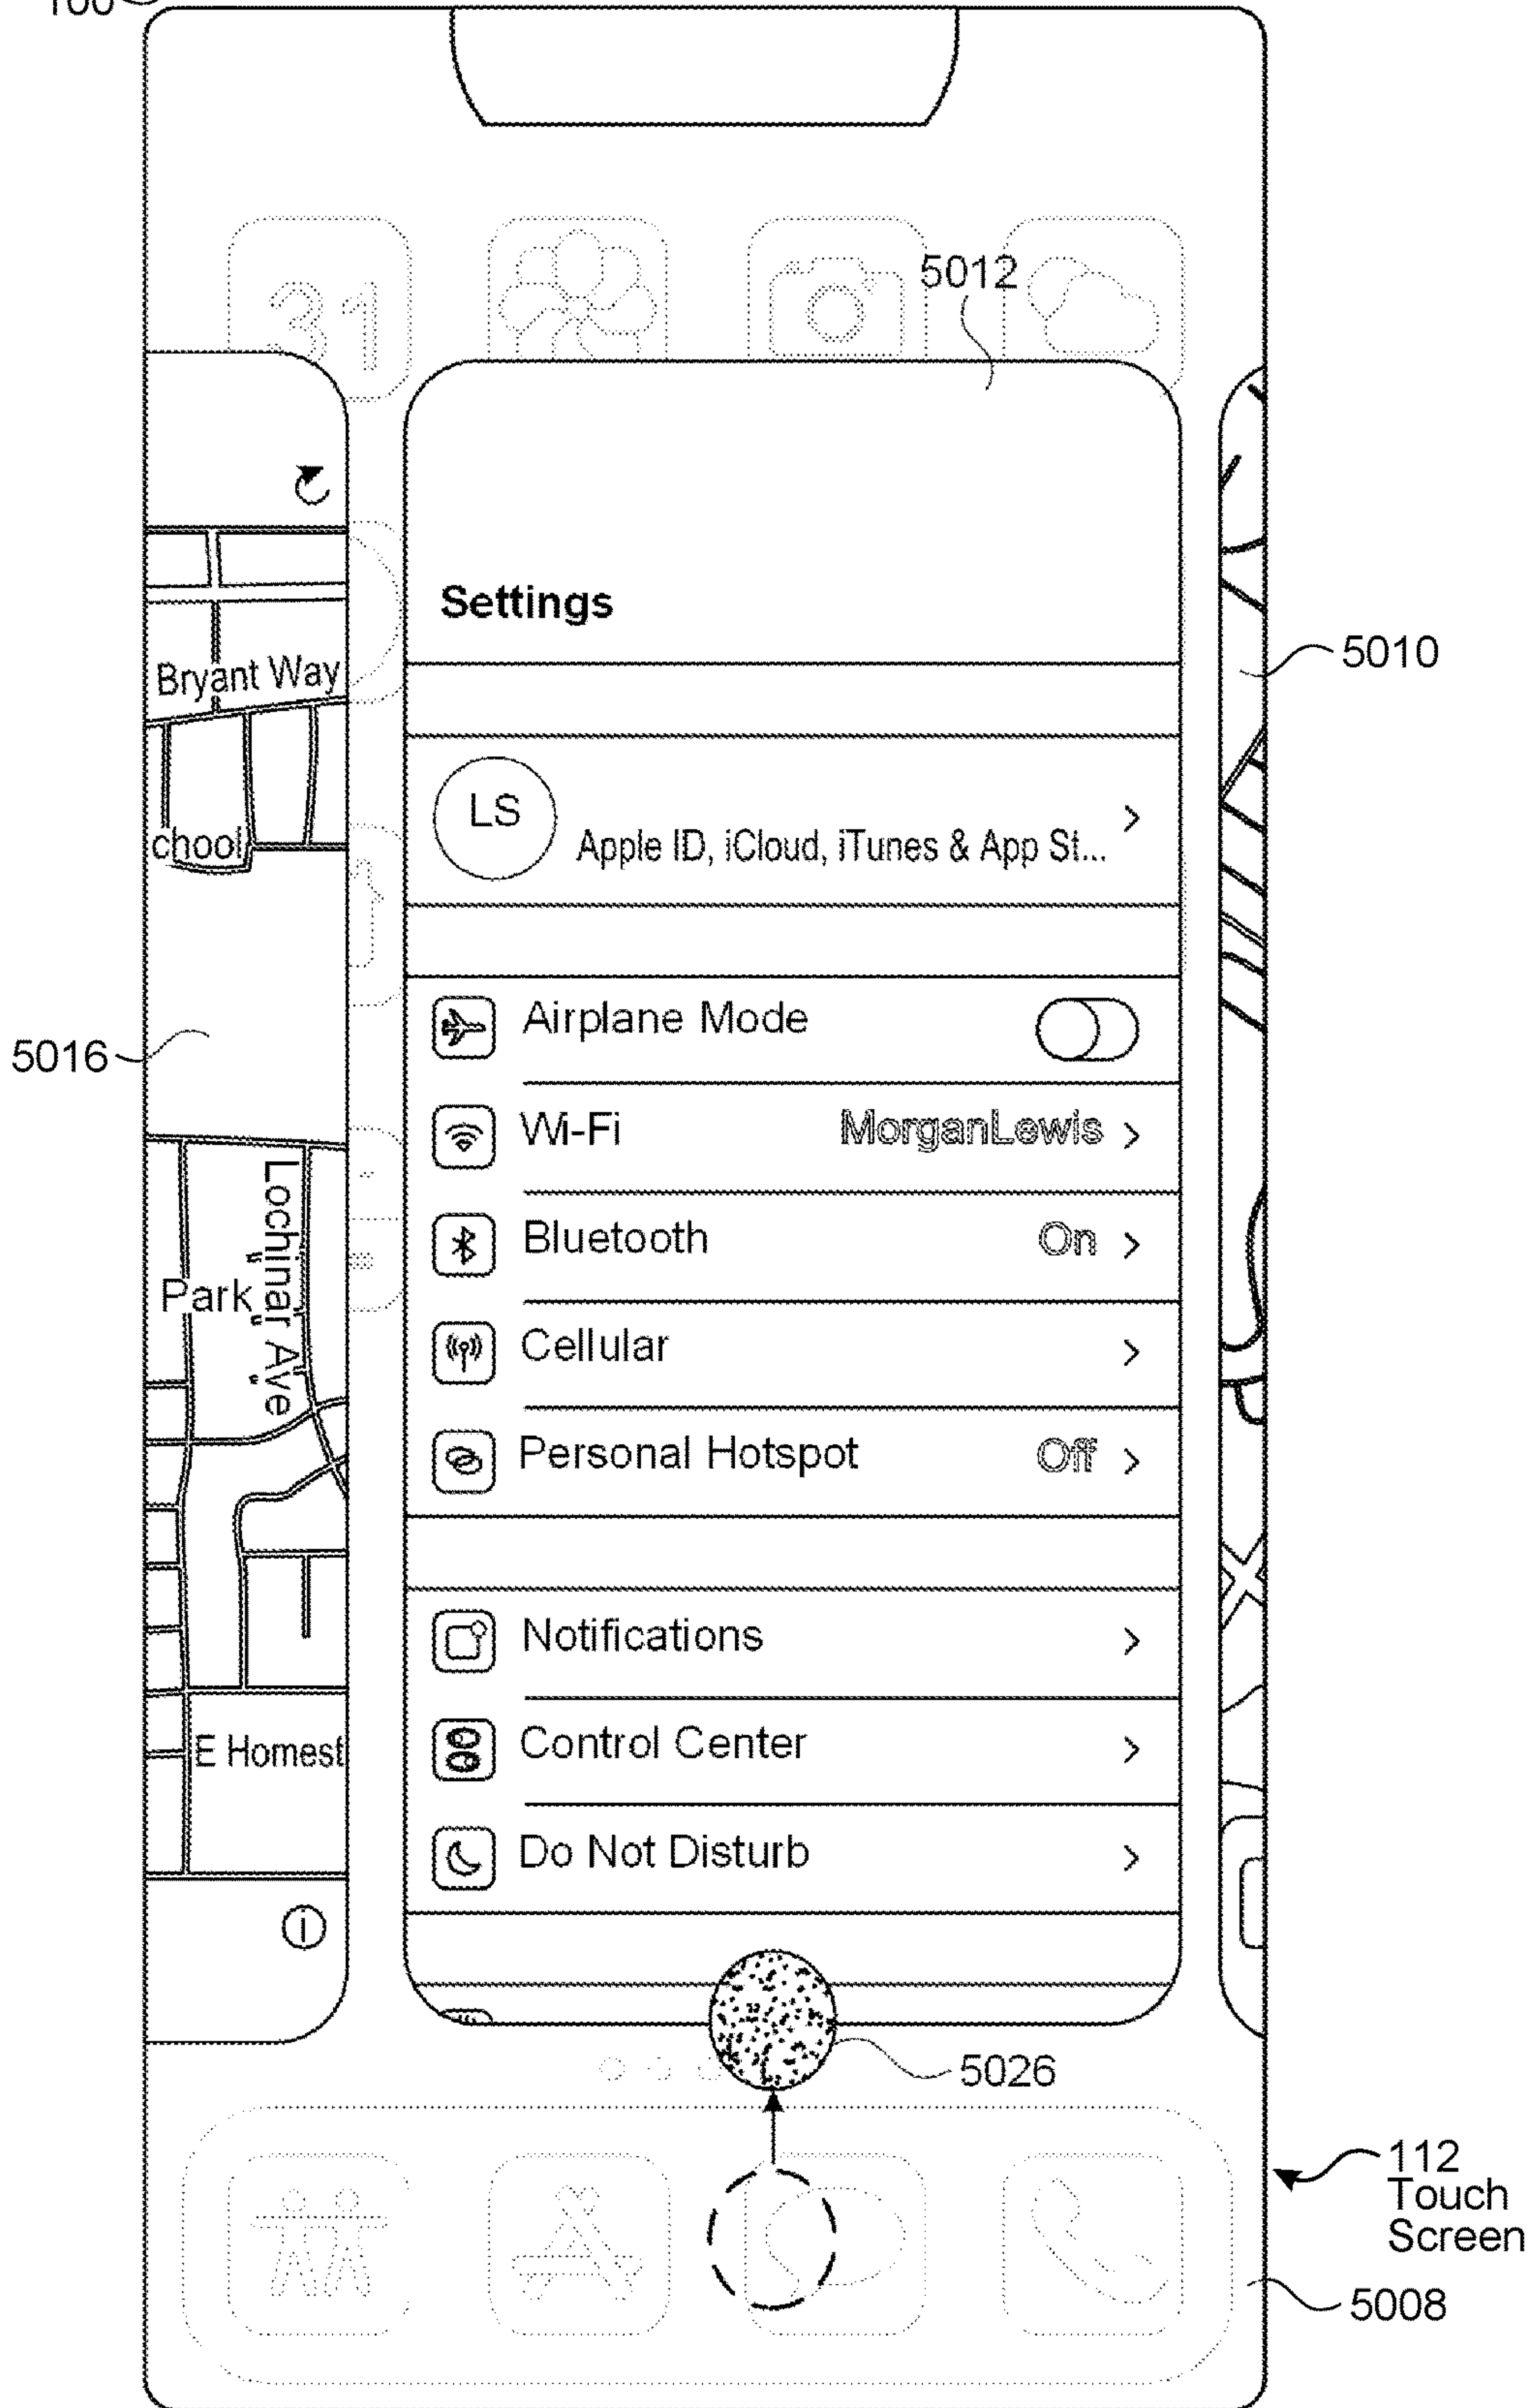 100
31
5012
Settings
5010
Bryant Way
LS
Apple ID, iCloud, iTunes & App St...
chool
Airplane Mode
5016
Wi-Fi MorganLewis
Lochinar Ave
Bluetooth On
Park
Cellular
Personal Hotspot Off
Notifications
E Homest
Control Center
Do Not Disturb
i
5026
112
Touch
Screen
5008